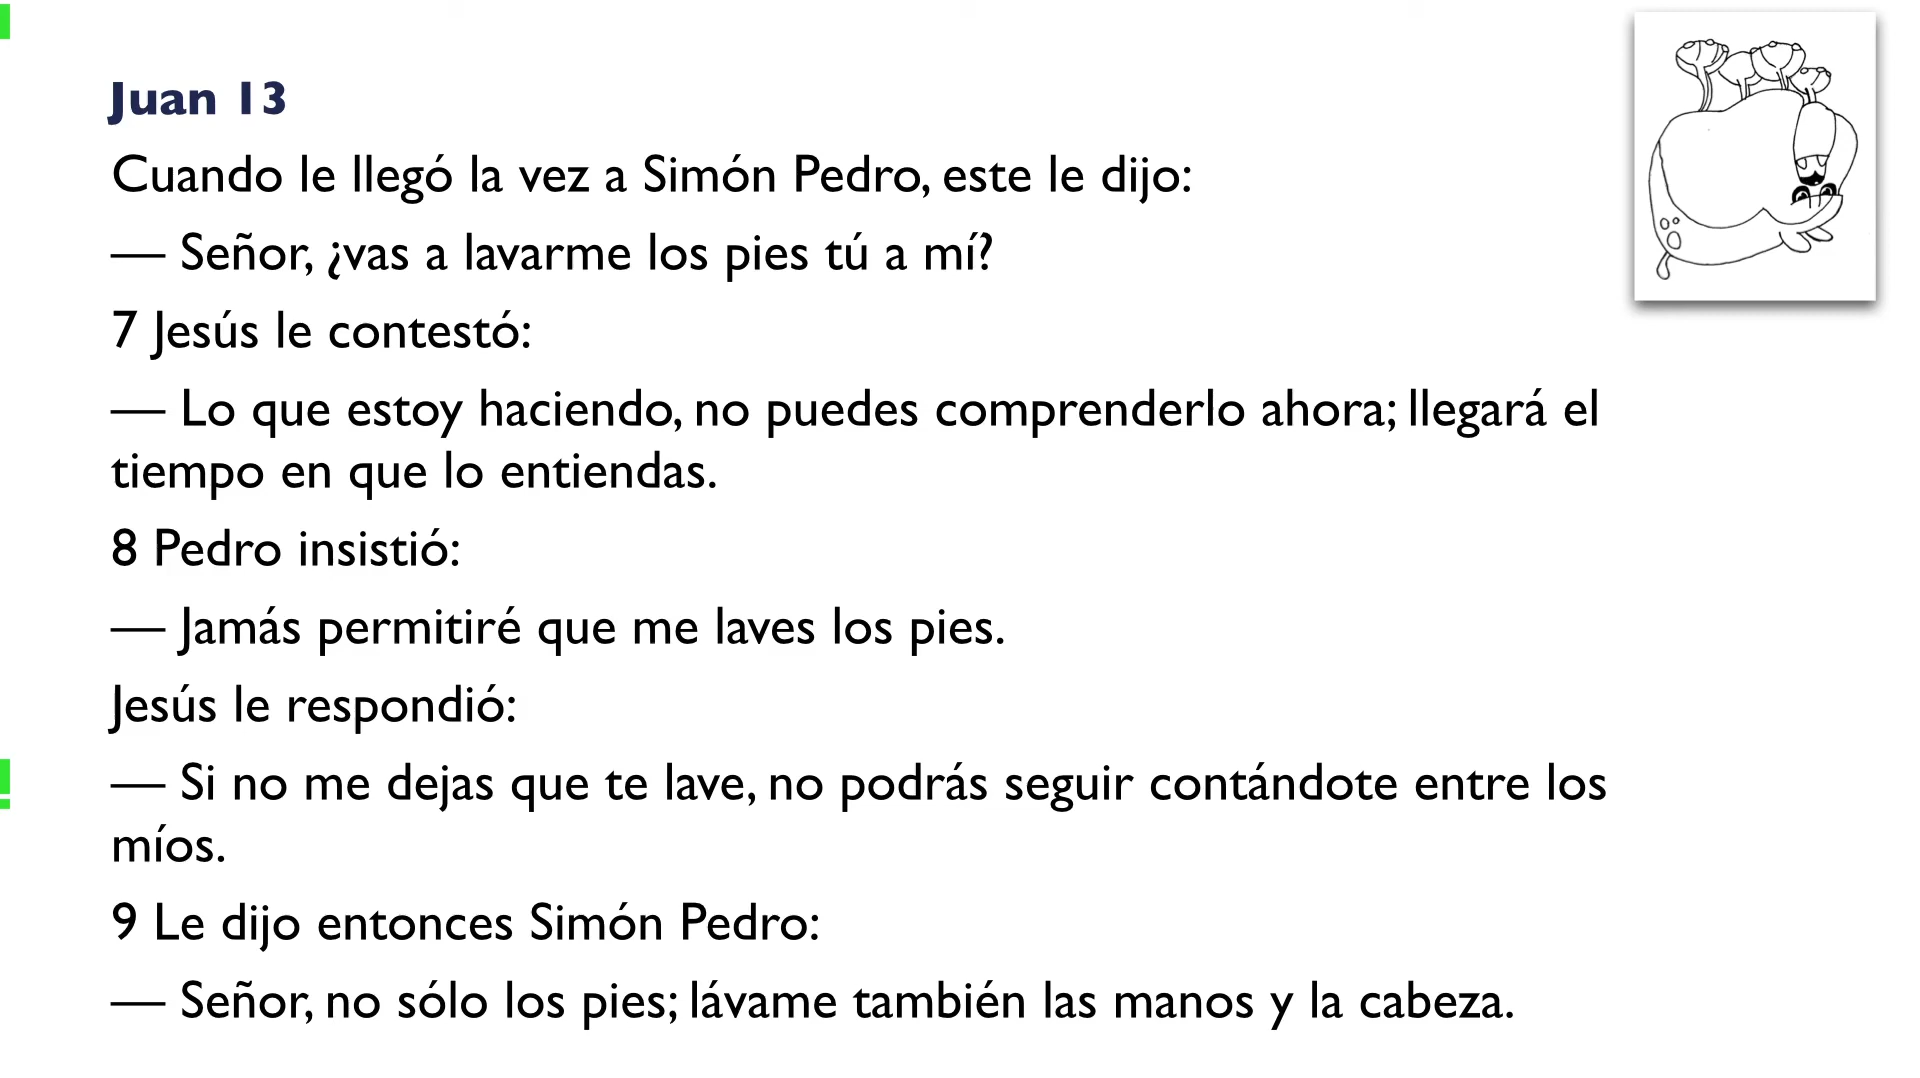 Juan 13
Cuando le llegó la vez a Simón Pedro, este le dijo:
— Señor, ¿vas a lavarme los pies tú a mí?
7 Jesús le contestó:
— Lo que estoy haciendo, no puedes comprenderlo ahora; llegará el
tiempo en que lo entiendas.
8 Pedro insistió:
— Jamás permitiré que me laves los pies.
Jesús le respondió:
— Si no me dejas que te lave, no podrás seguir contándote entre los
míos.
9 Le dijo entonces Simón Pedro:
— Señor, no sólo los pies; lávame también las manos y la cabeza.